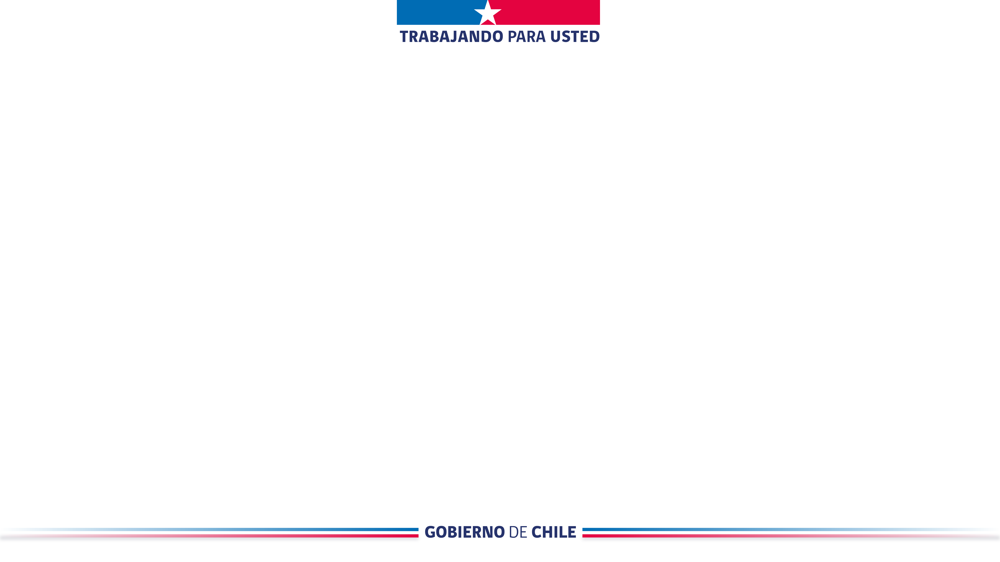 TRABAJANDO PARA USTED
GOBIERNO DE CHILE